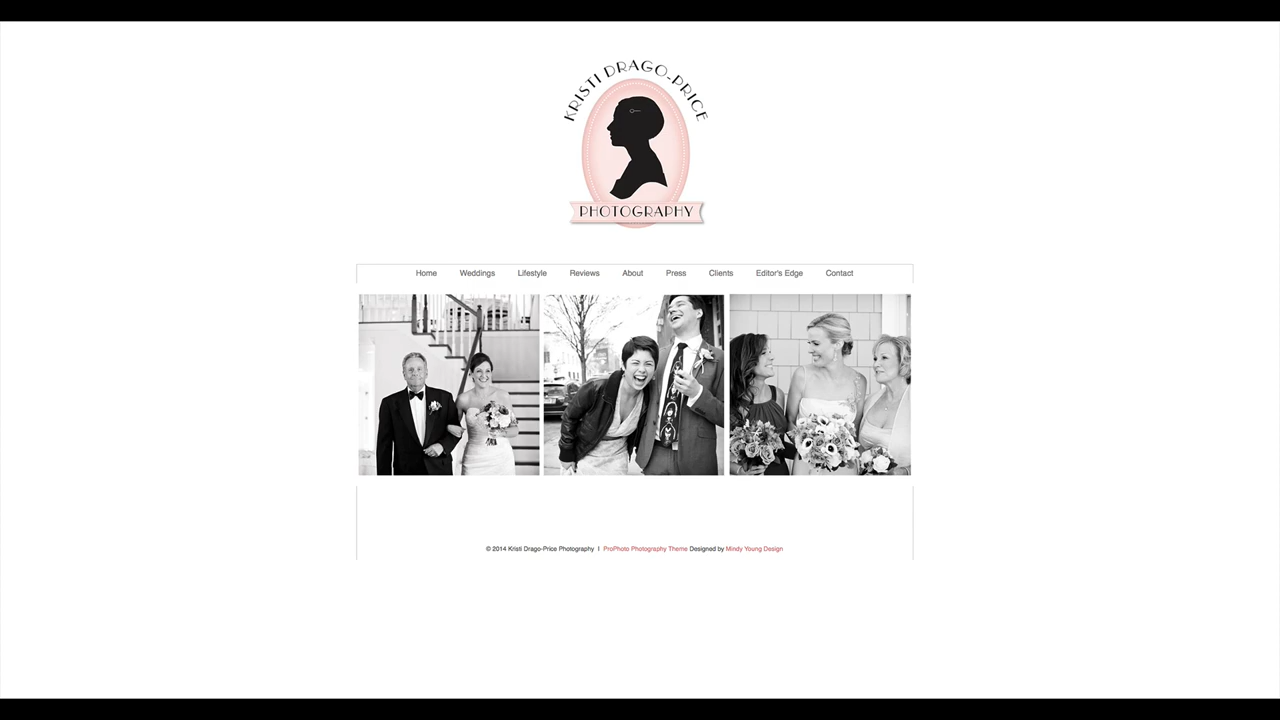 KRISTI DRAGO-PRICE
PHOTOGRAPHY
Home Weddings Lifestyle Reviews About Press Clients Editor's Edge Contact
© 2014 Kristi Drago-Price Photography | ProPhoto Photography Theme Designed by Mindy Young Design